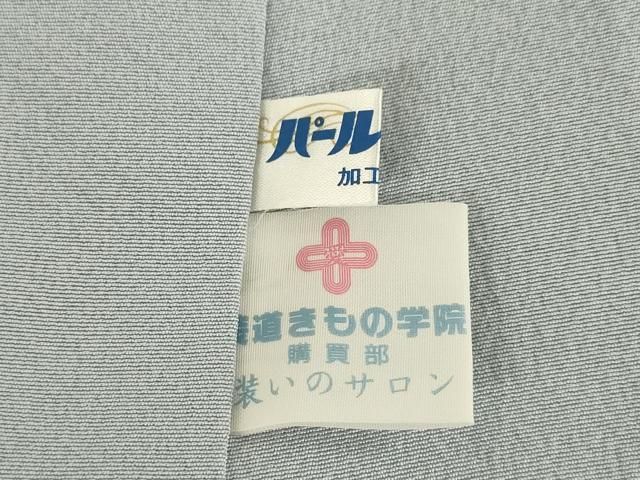 パール
加工
装道きもの学院
購買部
装いのサロン